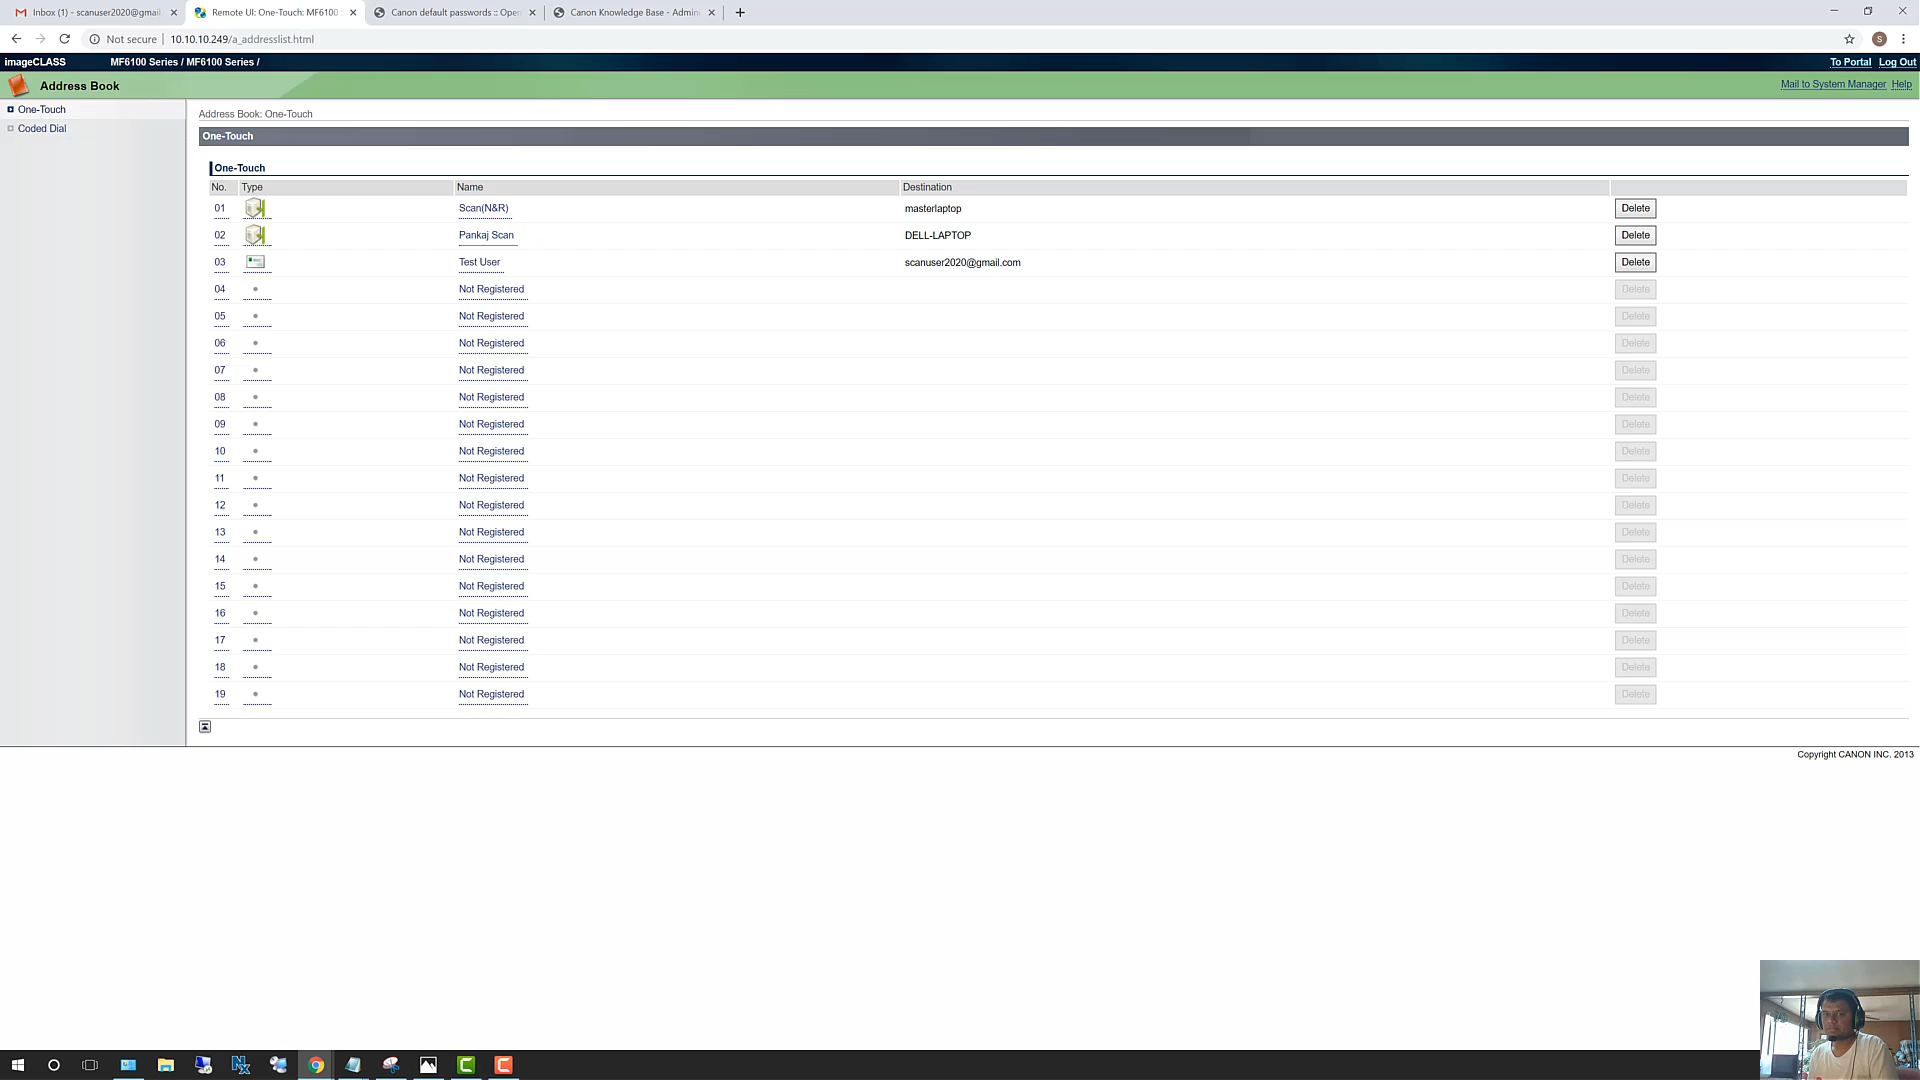 Inbox (1) - scanuser2020@gmail
Remote UI: One-Touch: MF6100 S
Canon default passwords :: Ope
Canon Knowledge Base - Admin
Not secure
10.10.10.249/a_addresslist.html
S
imageCLASS
MF6100 Series / MF6100 Series /
To Portal
Log Out
Address Book
Mail to System Manager
Help
One-Touch
Coded Dial
Address Book: One-Touch
One-Touch
One-Touch
No. Type Name Destination
01 Scan(N&R) masterlaptop Delete
02 Pankaj Scan DELL-LAPTOP Delete
03 Test User scanuser2020@gmail.com Delete
04 Not Registered Delete
05 Not Registered Delete
06 Not Registered Delete
07 Not Registered Delete
08 Not Registered Delete
09 Not Registered Delete
10 Not Registered Delete
11 Not Registered Delete
12 Not Registered Delete
13 Not Registered Delete
14 Not Registered Delete
15 Not Registered Delete
16 Not Registered Delete
17 Not Registered Delete
18 Not Registered Delete
19 Not Registered Delete
Copyright CANON INC. 2013